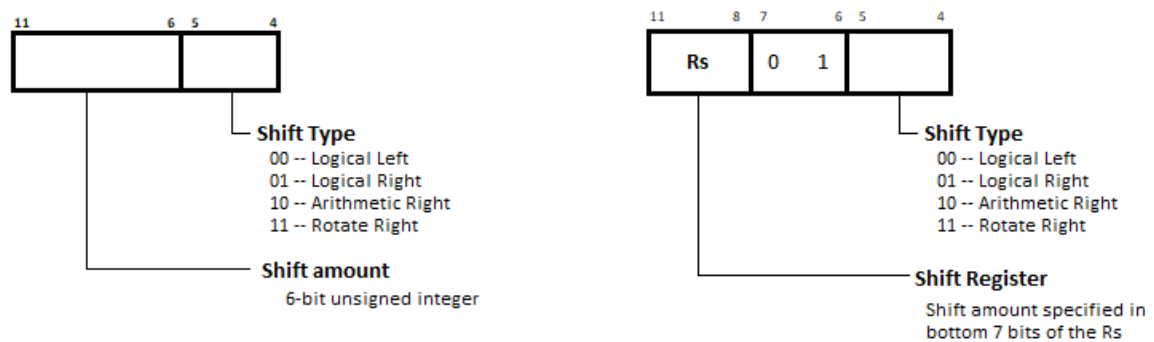 11 6 5 4
Shift Type
00 -- Logical Left
01 -- Logical Right
10 -- Arithmetic Right
11 -- Rotate Right
Shift amount
6-bit unsigned integer
11 8 7 6 5 4
Rs 0 1
Shift Type
00 -- Logical Left
01 -- Logical Right
10 -- Arithmetic Right
11 -- Rotate Right
Shift Register
Shift amount specified in
bottom 7 bits of the Rs